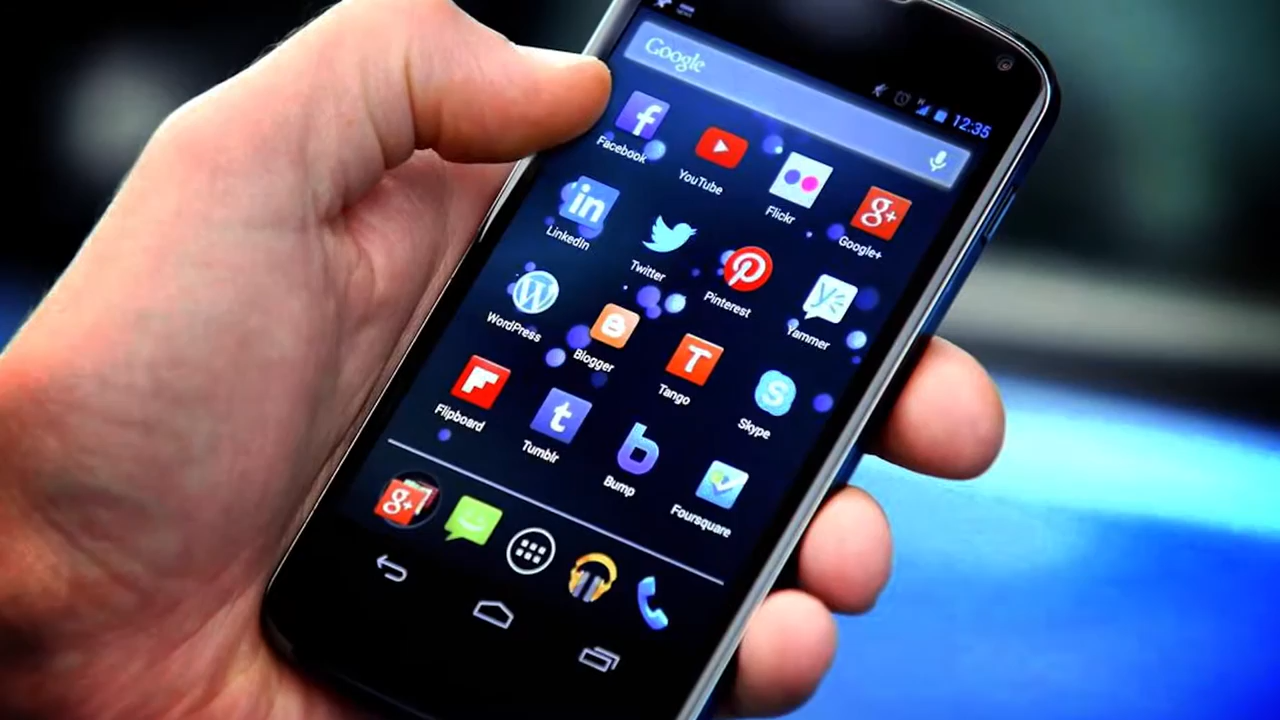 Google
12:35
Facebook
YouTube
Flickr
Google+
LinkedIn
Twitter
Pinterest
Yammer
WordPress
Blogger
Tango
Skype
Flipboard
Tumblr
Bump
Foursquare